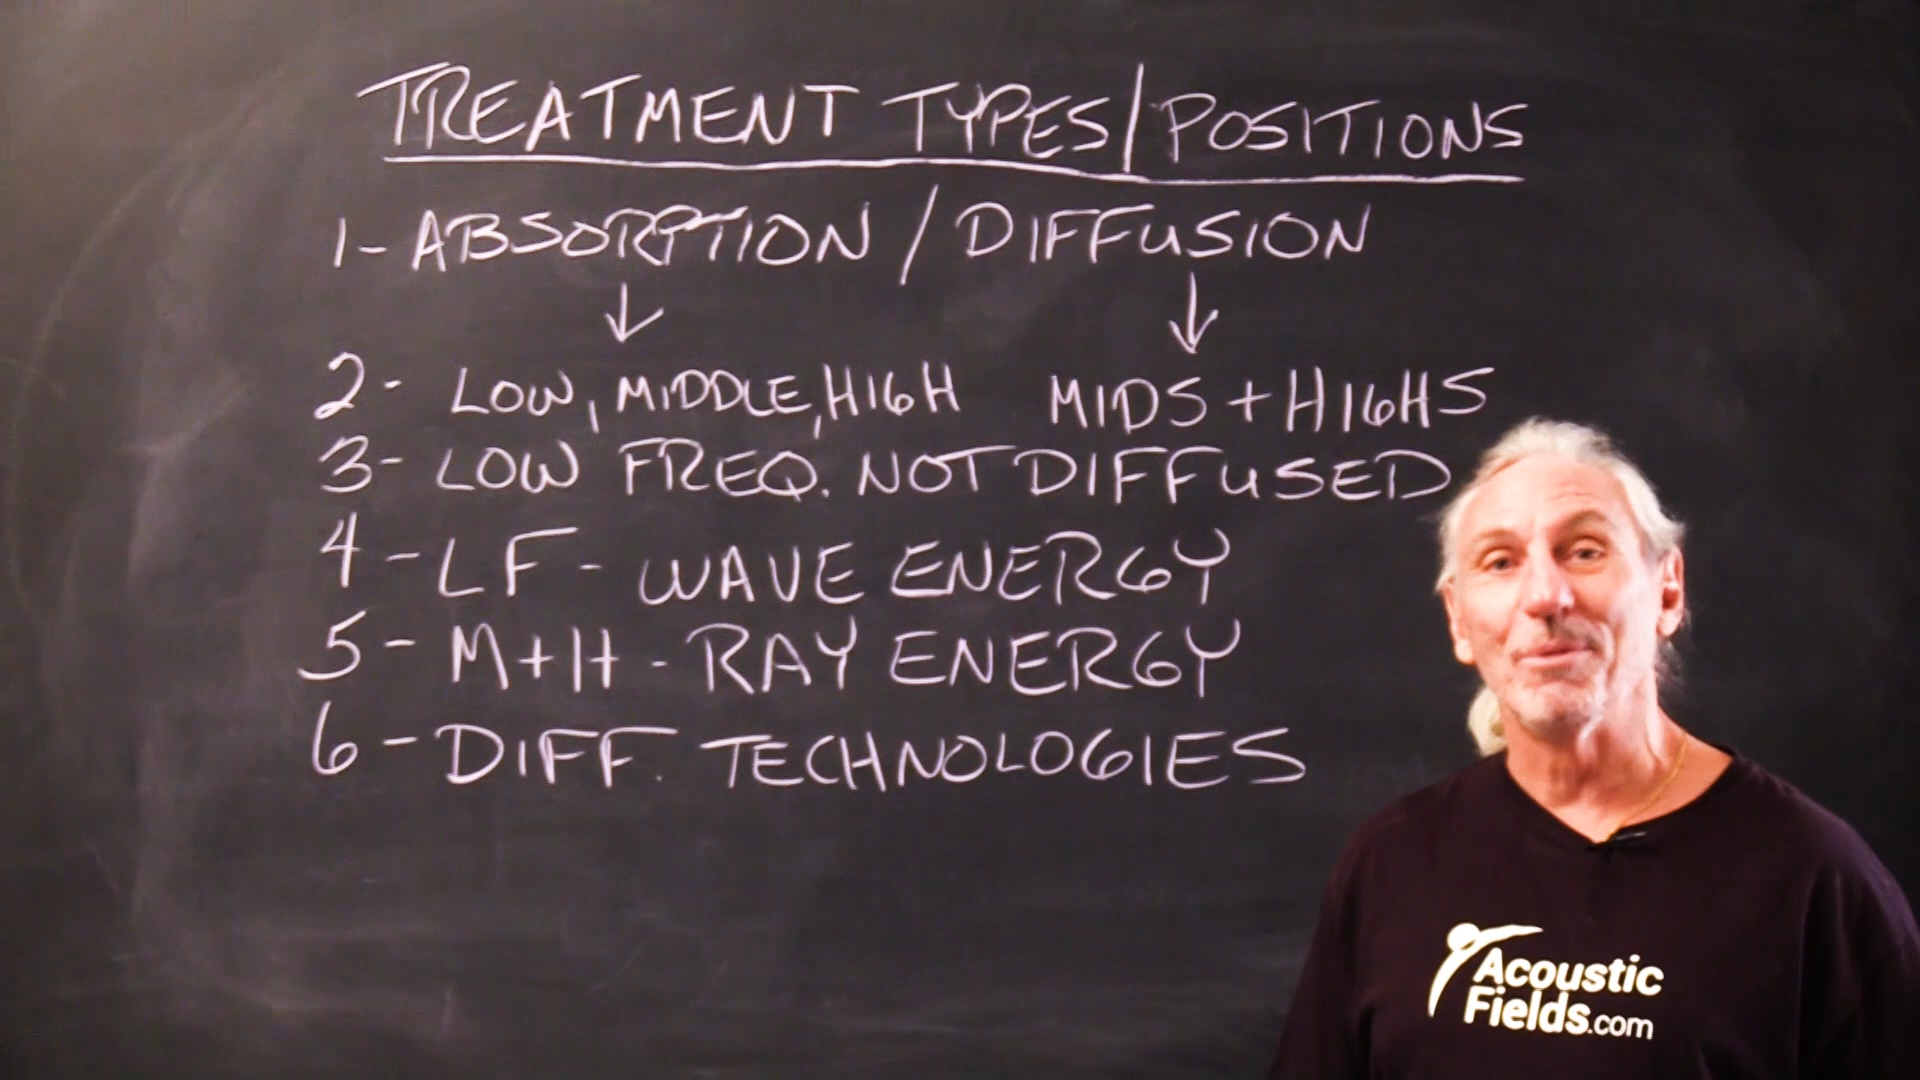 TREATMENT TYPES/POSITIONS
1- ABSORPTION / DIFFUSION
2- LOW, MIDDLE, HIGH MIDS + HIGHS
3- LOW FREQ. NOT DIFFUSED
4 - LF - WAVE ENERGY
5 - M+H - RAY ENERGY
6 - DIFF. TECHNOLOGIES
Acoustic
Fields.com